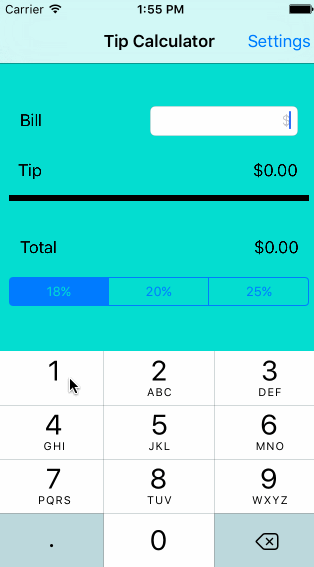 Carrier 1:55 PM
Tip Calculator Settings
Bill $
Tip $0.00
Total $0.00
18% 20% 25%
1 2 3
ABC DEF
4 5 6
GHI JKL MNO
7 8 9
PQRS TUV WXYZ
. 0